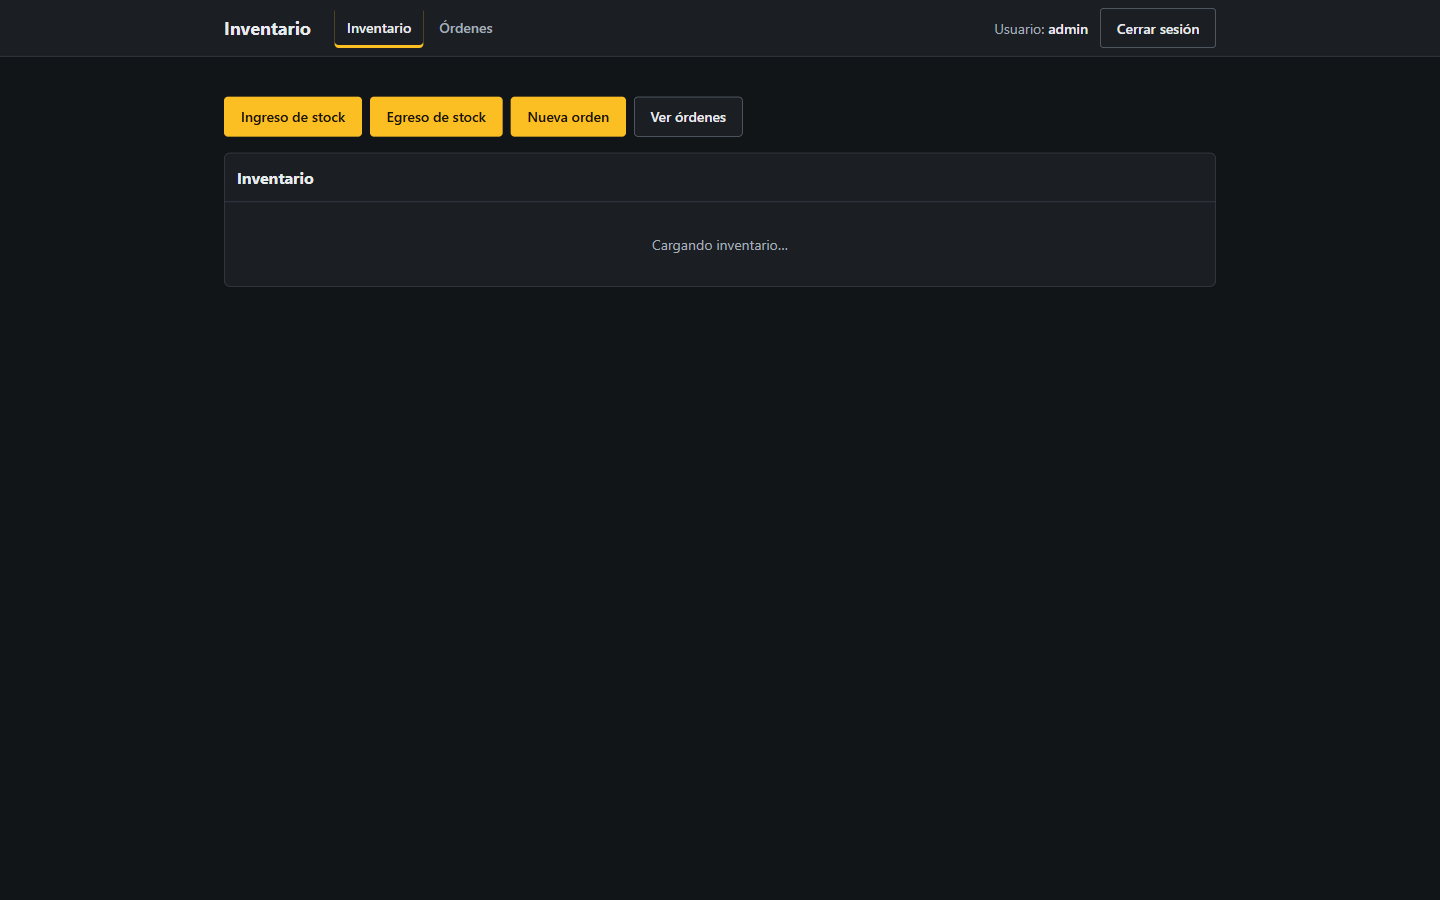 Inventario
Inventario
Órdenes
Usuario: admin
Cerrar sesión
Ingreso de stock
Egreso de stock
Nueva orden
Ver órdenes
Inventario
Cargando inventario...